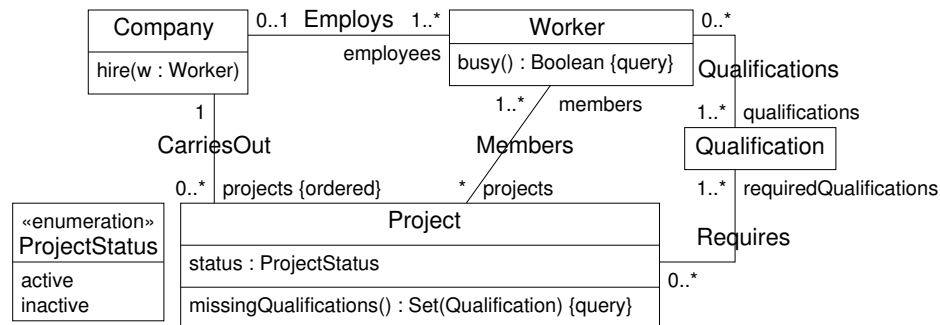 Company
hire(w : Worker)
0..1
Employs
1..*
employees
Worker
busy() : Boolean {query}
0..*
Qualifications
1..*
qualifications
Qualification
1..*
requiredQualifications
Requires
0..*
1..*
members
Members
*
projects
1
CarriesOut
0..*
projects {ordered}
«enumeration»
ProjectStatus
active
inactive
Project
status : ProjectStatus
missingQualifications() : Set(Qualification) {query}